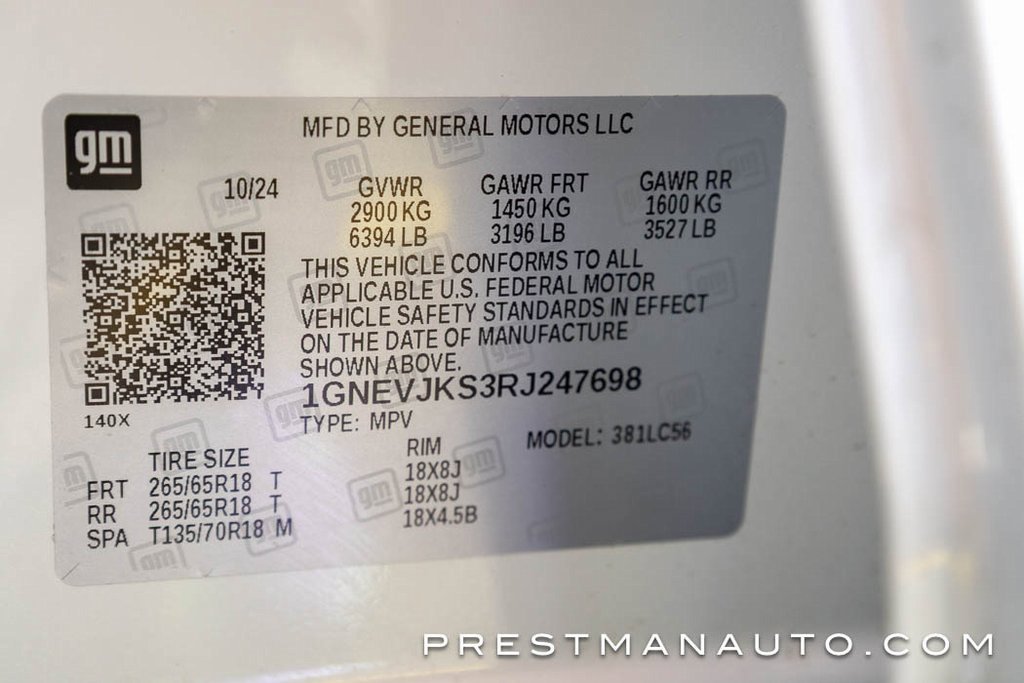 gm
MFD BY GENERAL MOTORS LLC
10/24
GVWR GAWR FRT GAWR RR
2900 KG 1450 KG 1600 KG
6394 LB 3196 LB 3527 LB
THIS VEHICLE CONFORMS TO ALL
APPLICABLE U.S. FEDERAL MOTOR
VEHICLE SAFETY STANDARDS IN EFFECT
ON THE DATE OF MANUFACTURE
SHOWN ABOVE.
1GNEVJKS3RJ247698
140X
TYPE: MPV
MODEL: 381LC56
TIRE SIZE RIM
FRT 265/65R18 T 18X8J
RR 265/65R18 T 18X8J
SPA T135/70R18 M 18X4.5B
PRESTMANAUTO.COM